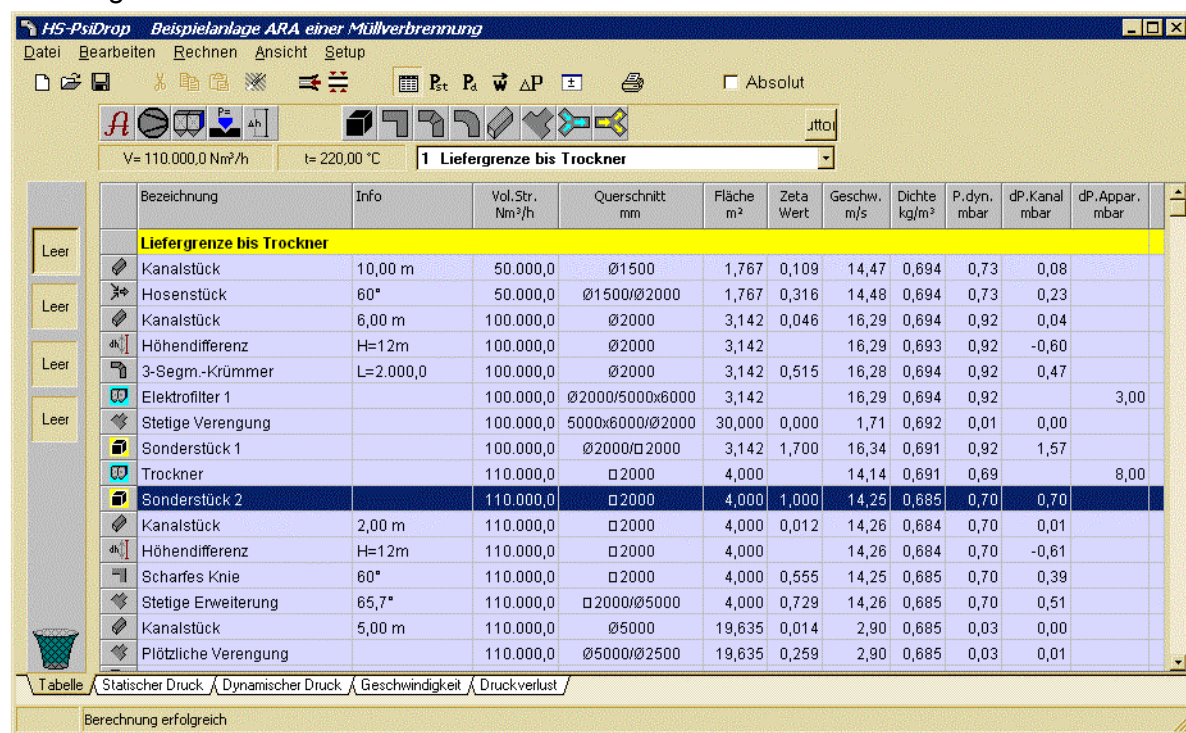 HS-PsiDrop Beispielanlage ARA einer Müllverbrennung
Datei Bearbeiten Rechnen Ansicht Setup
Pst Pd w ΔP ± Absolut
A P= Δh uttoi
V= 110.000,0 Nm³/h t= 220,00 °C 1 Liefergrenze bis Trockner
Bezeichnung Info Vol.Str. Querschnitt Fläche Zeta Geschw. Dichte P.dyn. dP.Kanal dP.Appar.
Nm³/h mm m² Wert m/s kg/m³ mbar mbar mbar
Leer
Leer
Leer
Leer
Liefergrenze bis Trockner
Kanalstück 10,00 m 50.000,0 Ø1500 1,767 0,109 14,47 0,694 0,73 0,08
Hosenstück 60° 50.000,0 Ø1500/Ø2000 1,767 0,316 14,48 0,694 0,73 0,23
Kanalstück 6,00 m 100.000,0 Ø2000 3,142 0,046 16,29 0,694 0,92 0,04
dh Höhendifferenz H=12m 100.000,0 Ø2000 3,142 16,29 0,693 0,92 -0,60
3-Segm.-Krümmer L=2.000,0 100.000,0 Ø2000 3,142 0,515 16,28 0,694 0,92 0,47
Elektrofilter 1 100.000,0 Ø2000/5000x6000 3,142 16,29 0,694 0,92 3,00
Stetige Verengung 100.000,0 5000x6000/Ø2000 30,000 0,000 1,71 0,692 0,01 0,00
Sonderstück 1 100.000,0 Ø2000/□2000 3,142 1,700 16,34 0,691 0,92 1,57
Trockner 110.000,0 □2000 4,000 14,14 0,691 0,69 8,00
Sonderstück 2 110.000,0 □2000 4,000 1,000 14,25 0,685 0,70 0,70
Kanalstück 2,00 m 110.000,0 □2000 4,000 0,012 14,26 0,684 0,70 0,01
dh Höhendifferenz H=12m 110.000,0 □2000 4,000 14,26 0,684 0,70 -0,61
Scharfes Knie 60° 110.000,0 □2000 4,000 0,555 14,25 0,685 0,70 0,39
Stetige Erweiterung 65,7° 110.000,0 □2000/Ø5000 4,000 0,729 14,26 0,685 0,70 0,51
Kanalstück 5,00 m 110.000,0 Ø5000 19,635 0,014 2,90 0,685 0,03 0,00
Plötzliche Verengung 110.000,0 Ø5000/Ø2500 19,635 0,259 2,90 0,685 0,03 0,01
Tabelle Statischer Druck Dynamischer Druck Geschwindigkeit Druckverlust
Berechnung erfolgreich